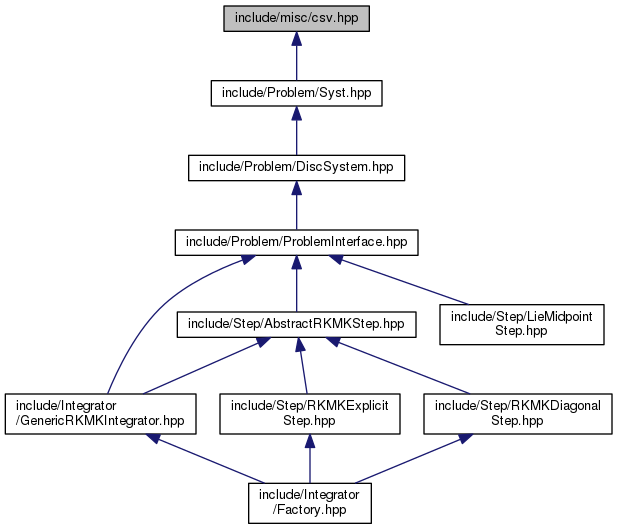 include/misc/csv.hpp
include/Problem/Syst.hpp
include/Problem/DiscSystem.hpp
include/Problem/ProblemInterface.hpp
include/Step/LieMidpoint
Step.hpp
include/Step/AbstractRKMKStep.hpp
include/Integrator
/GenericRKMKIntegrator.hpp
include/Step/RKMKExplicit
Step.hpp
include/Step/RKMKDiagonal
Step.hpp
include/Integrator
/Factory.hpp